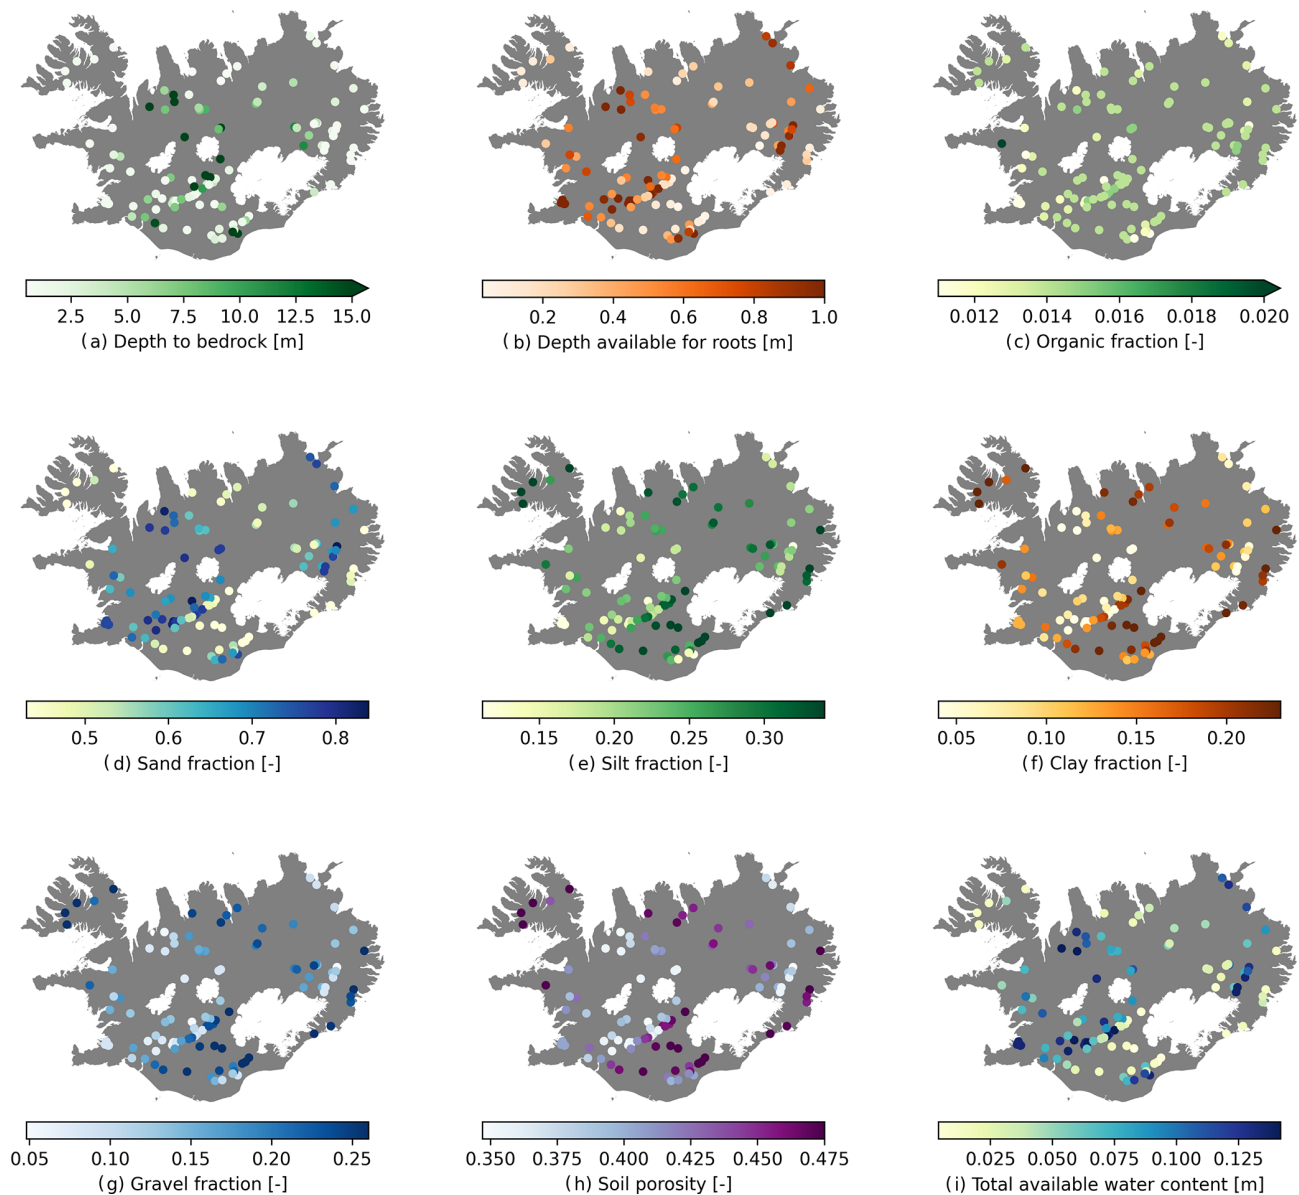 2.5 5.0 7.5 10.0 12.5 15.0
(a) Depth to bedrock [m]
0.2 0.4 0.6 0.8 1.0
(b) Depth available for roots [m]
0.012 0.014 0.016 0.018 0.020
(c) Organic fraction [-]
0.5 0.6 0.7 0.8
(d) Sand fraction [-]
0.15 0.20 0.25 0.30
(e) Silt fraction [-]
0.05 0.10 0.15 0.20
(f) Clay fraction [-]
0.05 0.10 0.15 0.20 0.25
(g) Gravel fraction [-]
0.350 0.375 0.400 0.425 0.450 0.475
(h) Soil porosity [-]
0.025 0.050 0.075 0.100 0.125
(i) Total available water content [m]